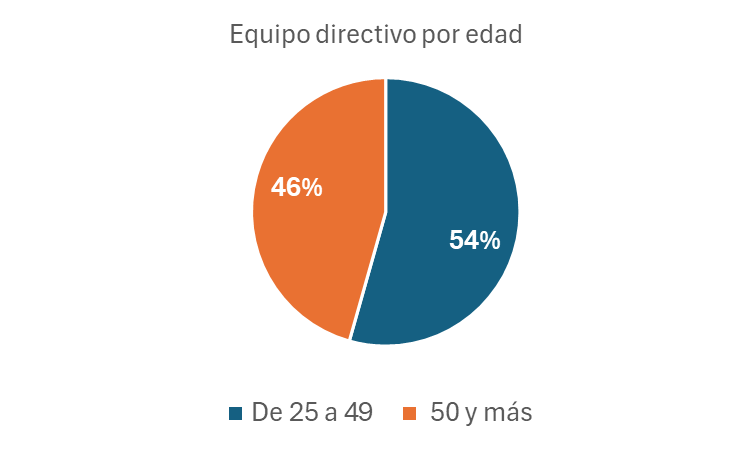 Equipo directivo por edad
46%
54%
De 25 a 49
50 y más